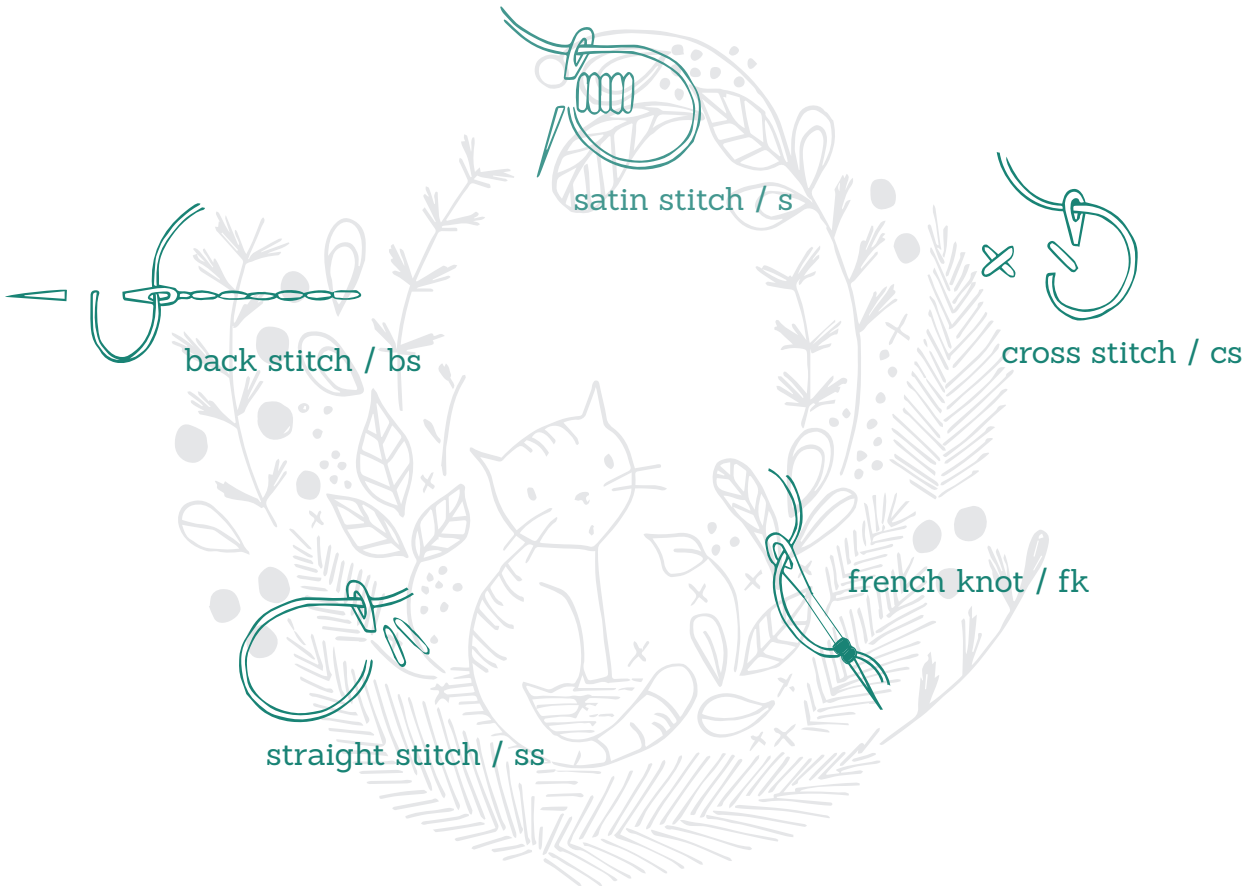 satin stitch / s
cross stitch / cs
back stitch / bs
french knot / fk
straight stitch / ss